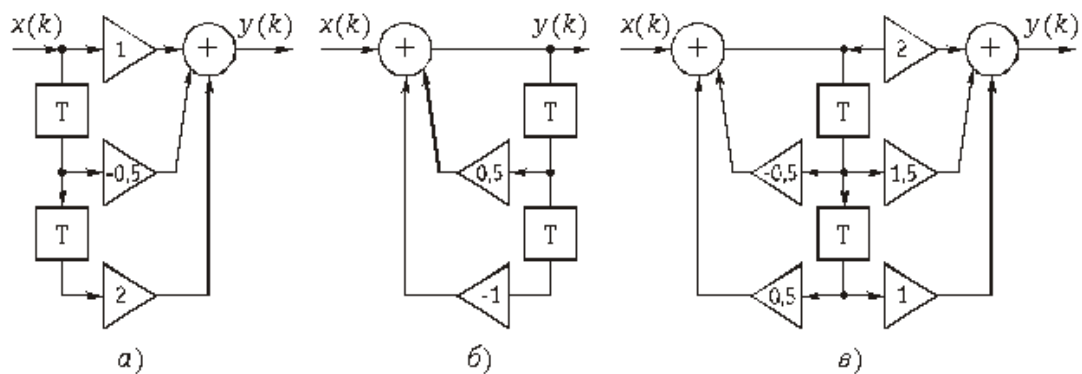 x(k) y(k) x(k) y(k) x(k) y(k)
1 + + + 2 +
T T T
-0,5 0,5 -0,5 1,5
T T T
2 -1 0,5 1
а) б) в)